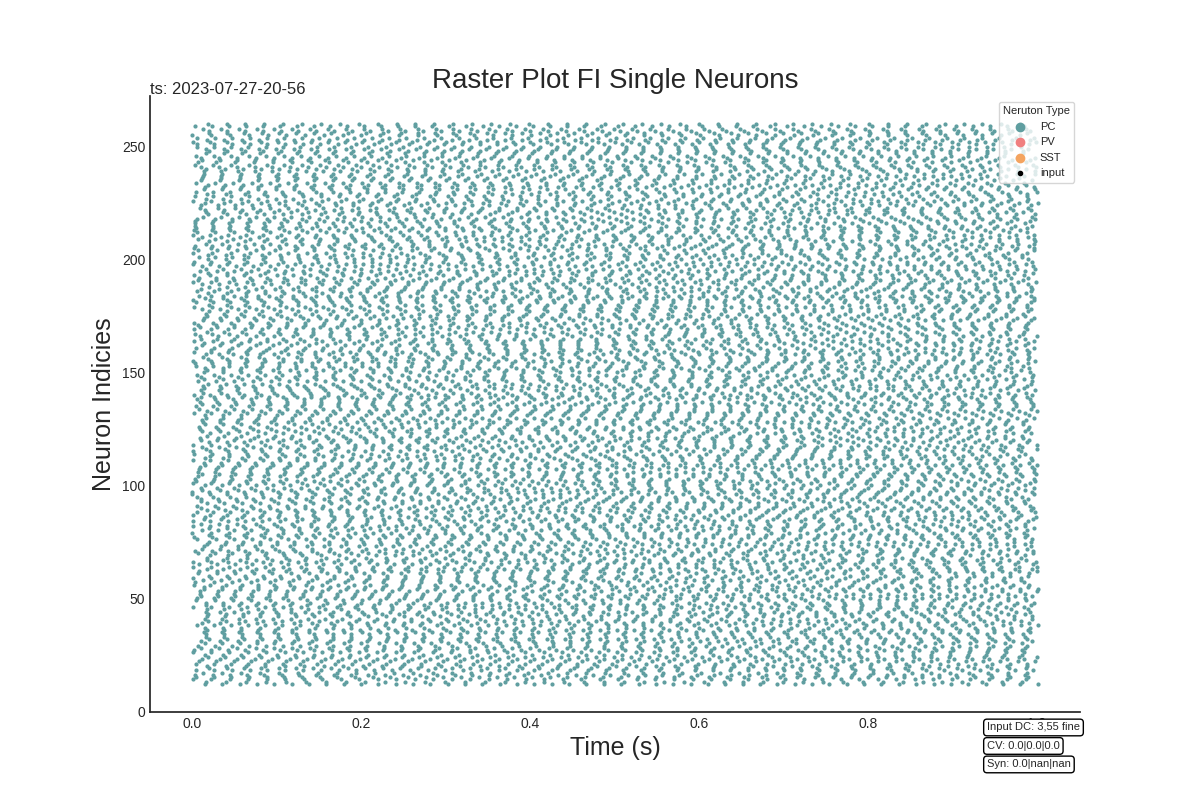 Raster Plot FI Single Neurons
ts: 2023-07-27-20-56
Neruton Type
PC
PV
SST
input
250
200
150
100
50
0
Neuron Indicies
0.0 0.2 0.4 0.6 0.8
Time (s)
Input DC: 3,55 fine
CV: 0.0|0.0|0.0
Syn: 0.0|nan|nan